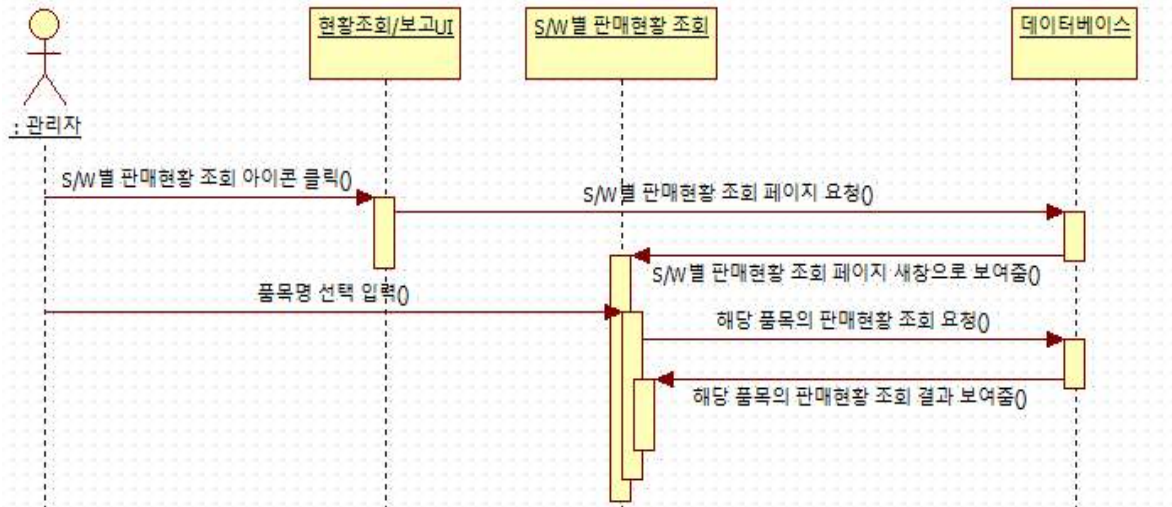 현황조회/보고UI
S/W별 판매현황 조회
데이터베이스
: 관리자
S/W별 판매현황 조회 아이콘 클릭()
S/W별 판매현황 조회 페이지 요청()
S/W별 판매현황 조회 페이지 새창으로 보여줌()
품목명 선택 입력()
해당 품목의 판매현황 조회 요청()
해당 품목의 판매현황 조회 결과 보여줌()